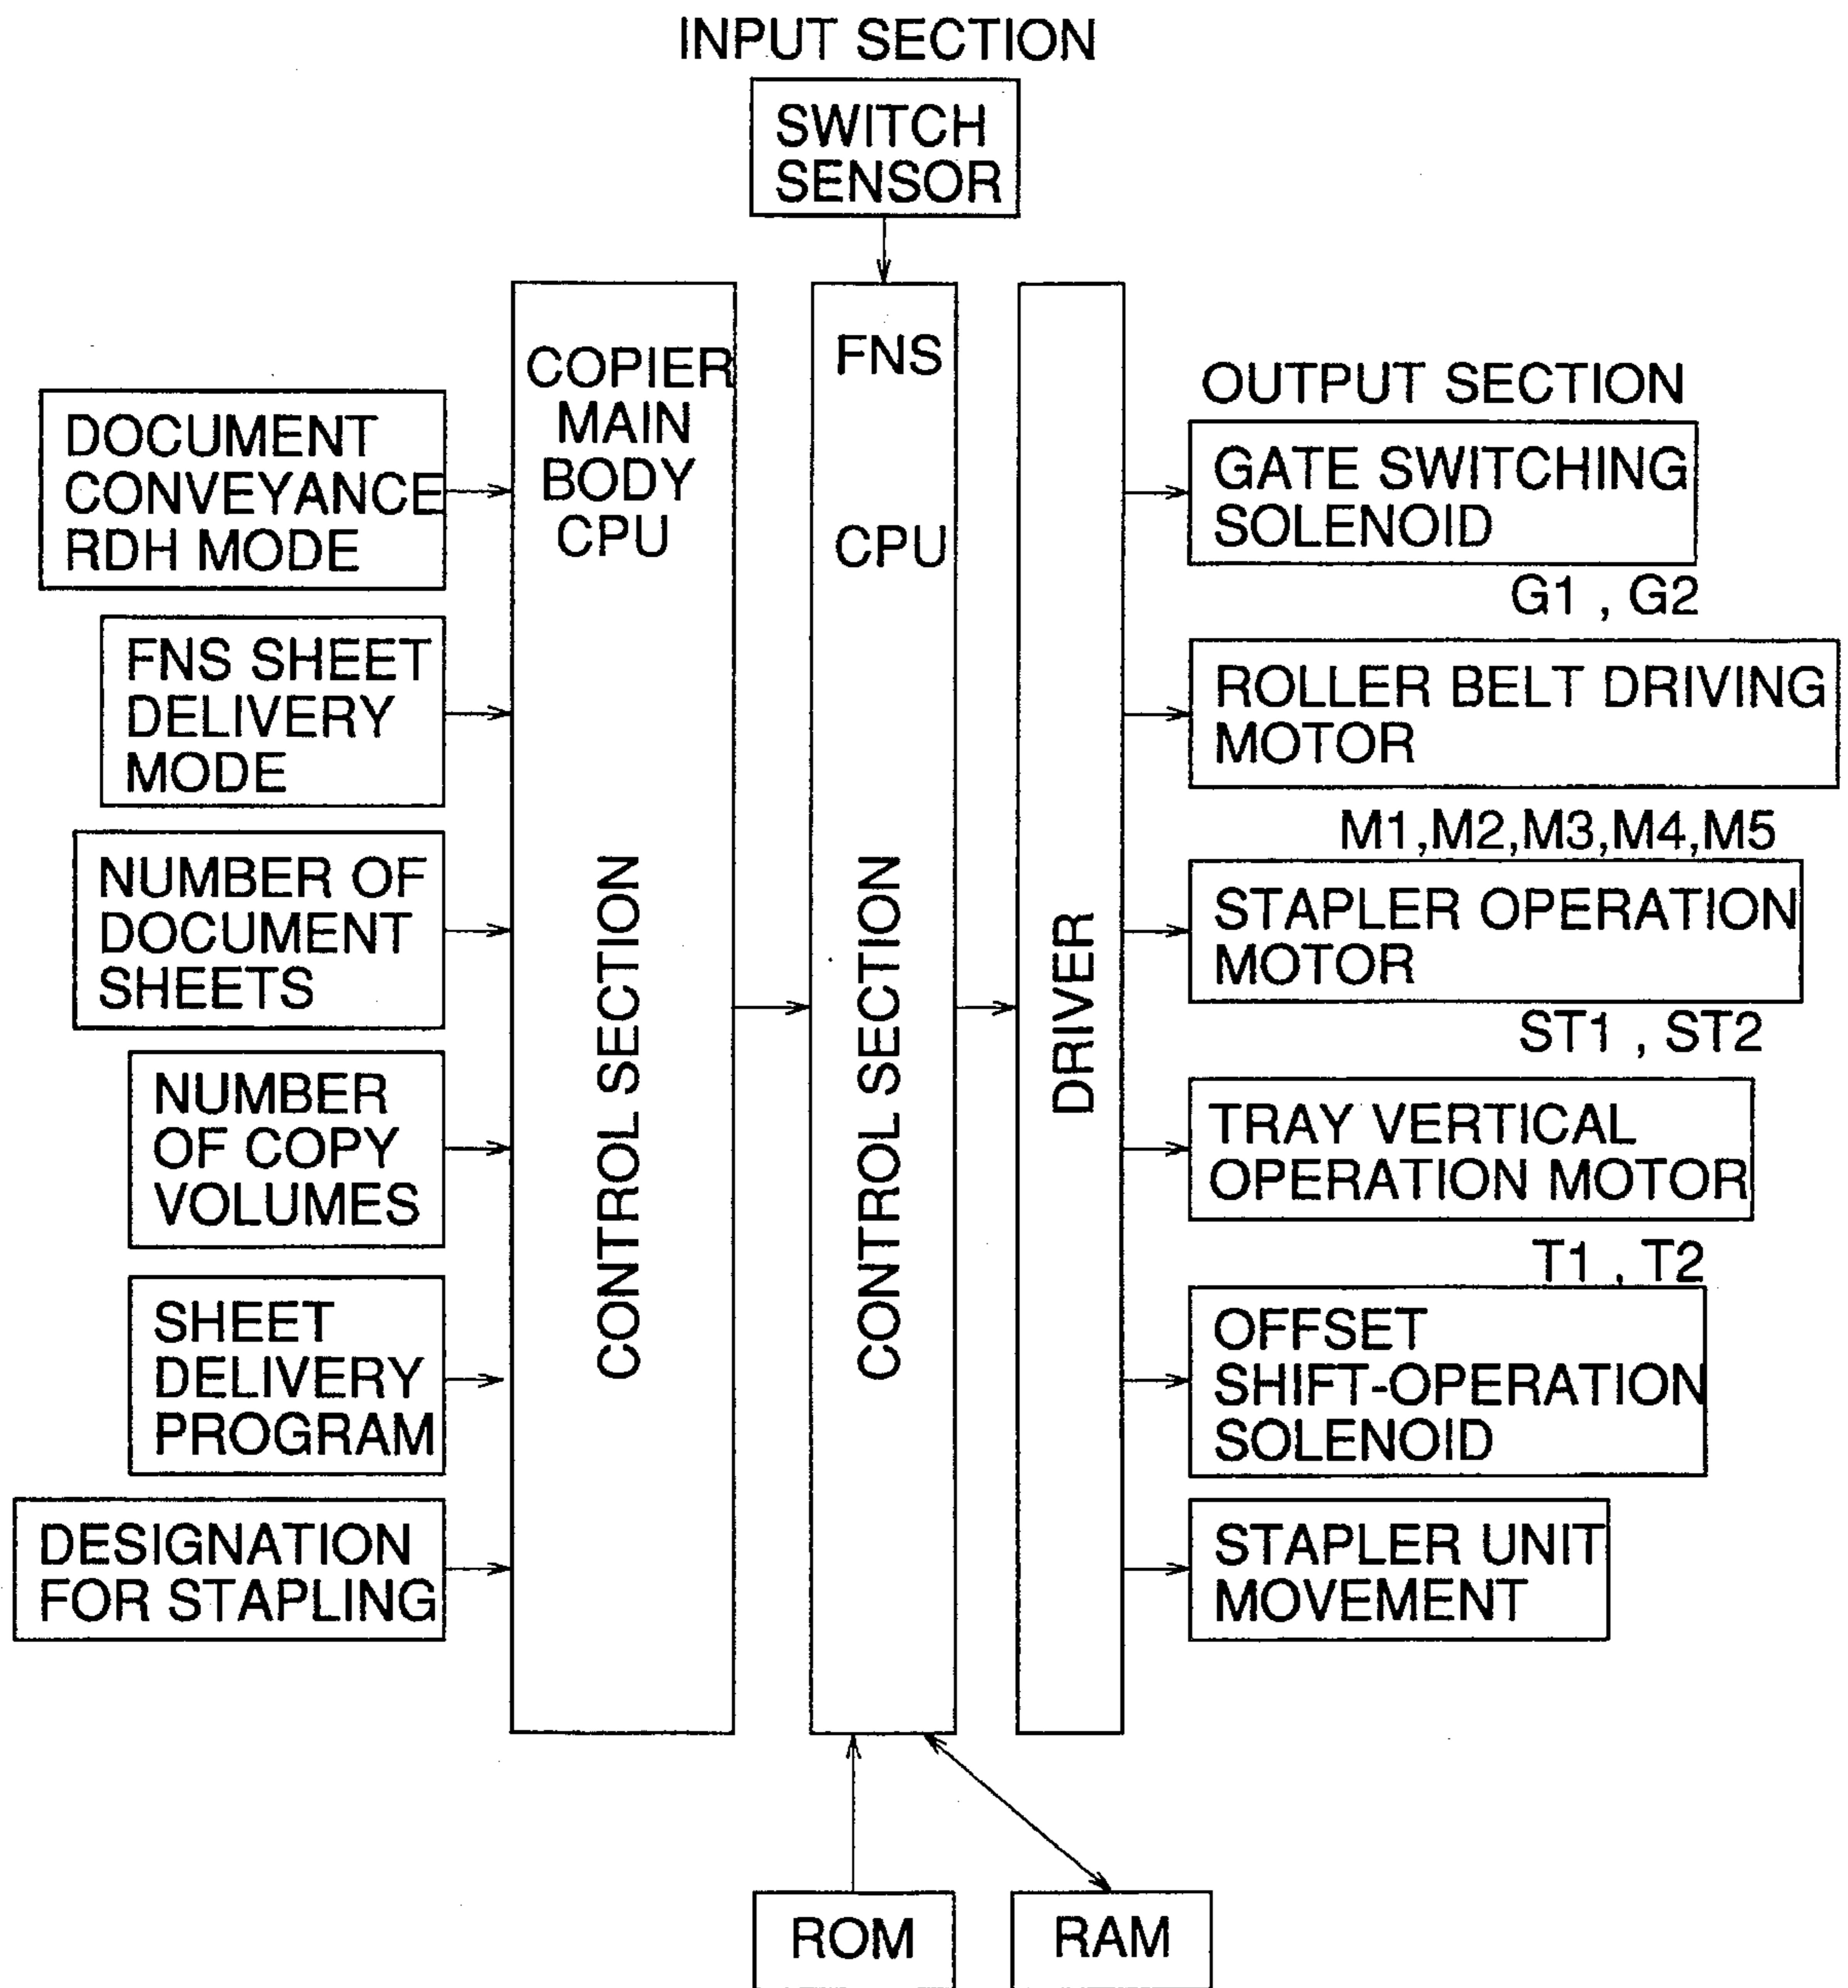 INPUT SECTION
SWITCH
SENSOR
COPIER
MAIN
BODY
CPU
CONTROL SECTION
FNS
CPU
CONTROL SECTION
DRIVER
DOCUMENT
CONVEYANCE
RDH MODE
FNS SHEET
DELIVERY
MODE
NUMBER OF
DOCUMENT
SHEETS
NUMBER
OF COPY
VOLUMES
SHEET
DELIVERY
PROGRAM
DESIGNATION
FOR STAPLING
OUTPUT SECTION
GATE SWITCHING
SOLENOID
G1 , G2
ROLLER BELT DRIVING
MOTOR
M1,M2,M3,M4,M5
STAPLER OPERATION
MOTOR
ST1 , ST2
TRAY VERTICAL
OPERATION MOTOR
T1 , T2
OFFSET
SHIFT-OPERATION
SOLENOID
STAPLER UNIT
MOVEMENT
ROM
RAM